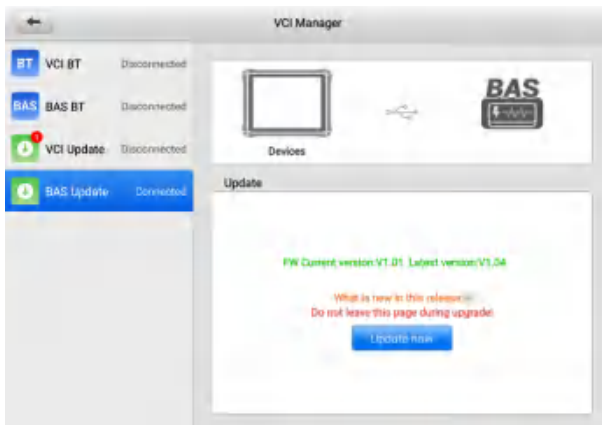 VCI Manager
BT VCI BT Disconnected
BAS BAS BT Disconnected
1
VCI Update Disconnected
BAS Update Connected
BAS
Devices
Update
FW Current version:V1.01 Latest version:V1.04
What is new in this release
Do not leave this page during upgrade!
Update now